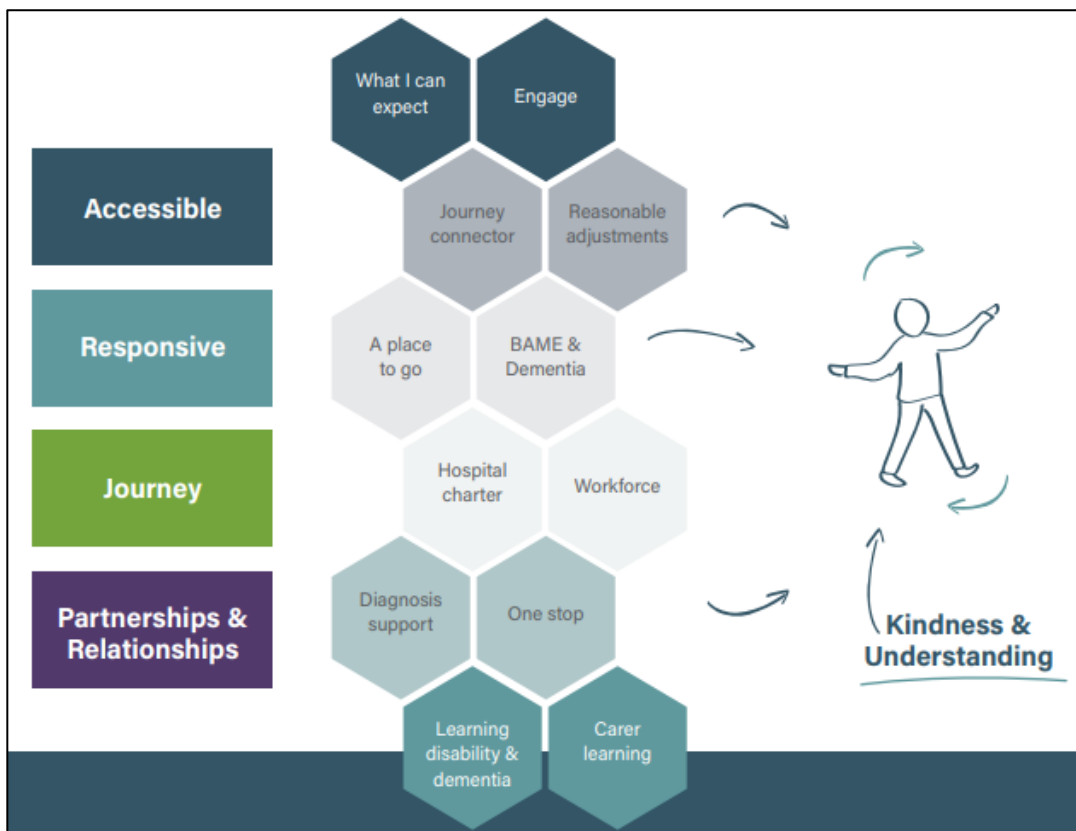 Accessible
Responsive
Journey
Partnerships &
Relationships
What I can
expect
Engage
Journey
connector
Reasonable
adjustments
A place
to go
BAME &
Dementia
Hospital
charter
Workforce
Diagnosis
support
One stop
Learning
disability &
dementia
Carer
learning
Kindness &
Understanding